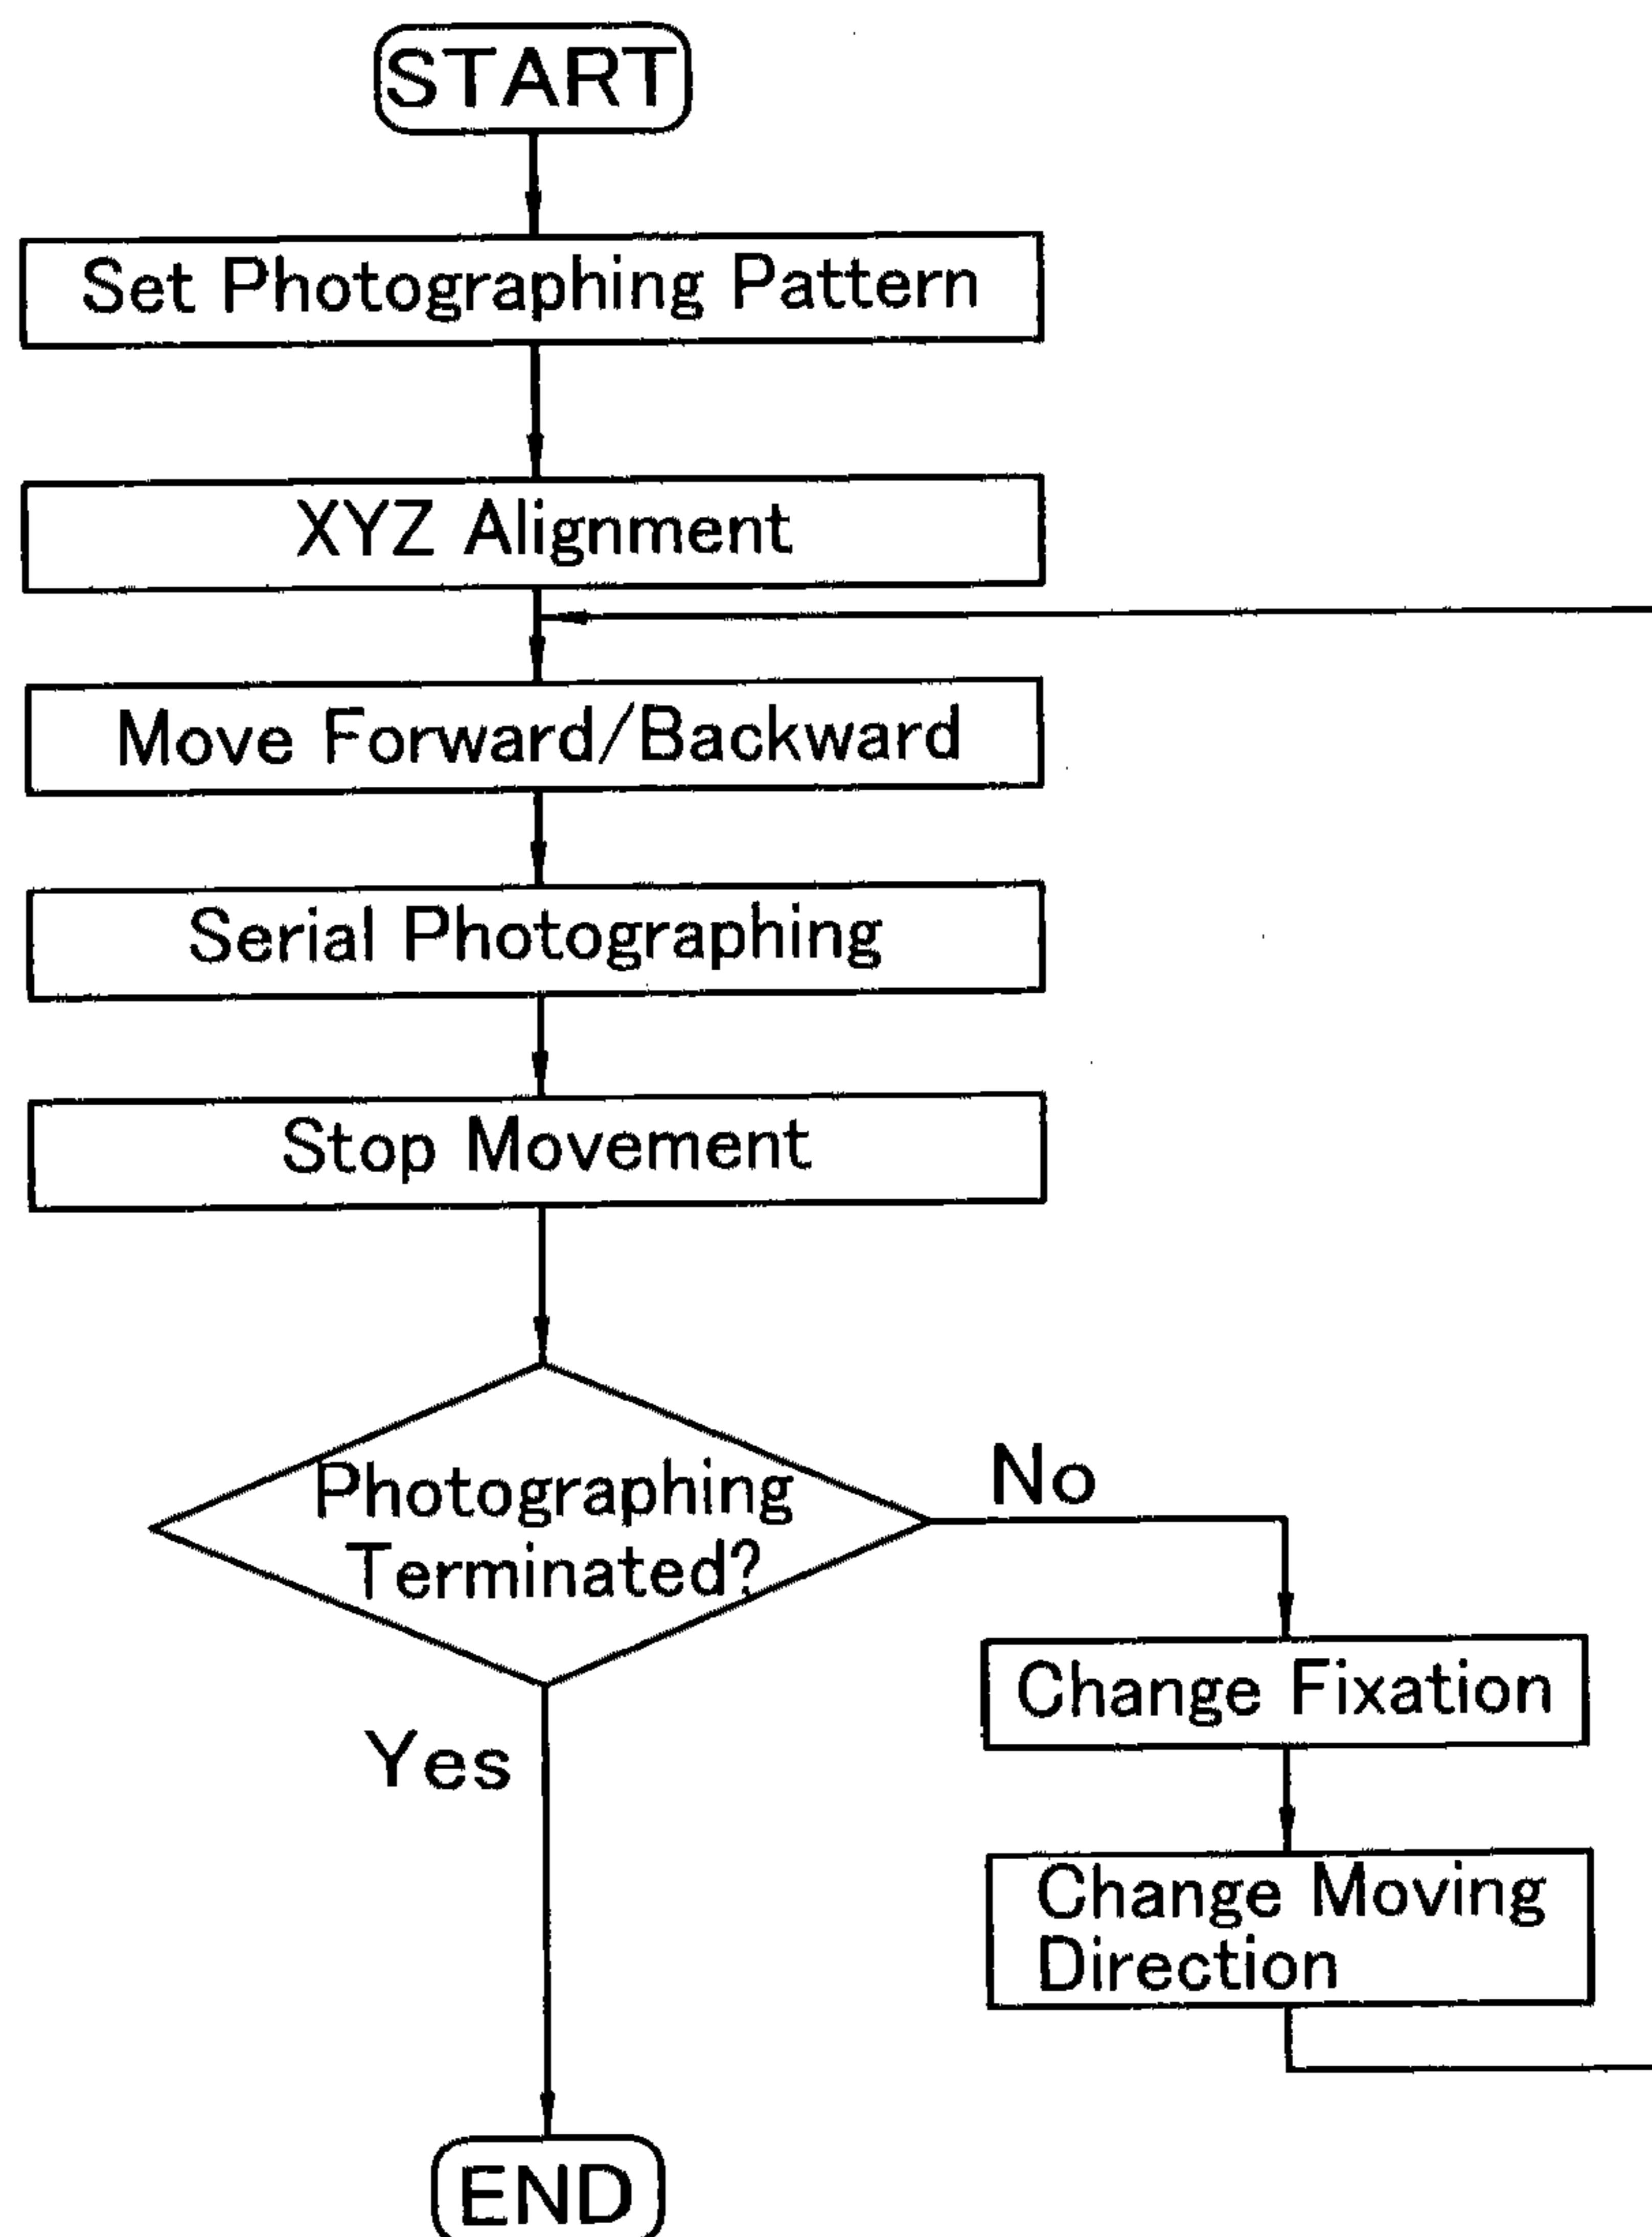 START
Set Photographing Pattern
XYZ Alignment
Move Forward/Backward
Serial Photographing
Stop Movement
Photographing
Terminated?
No
Yes
Change Fixation
Change Moving
Direction
END